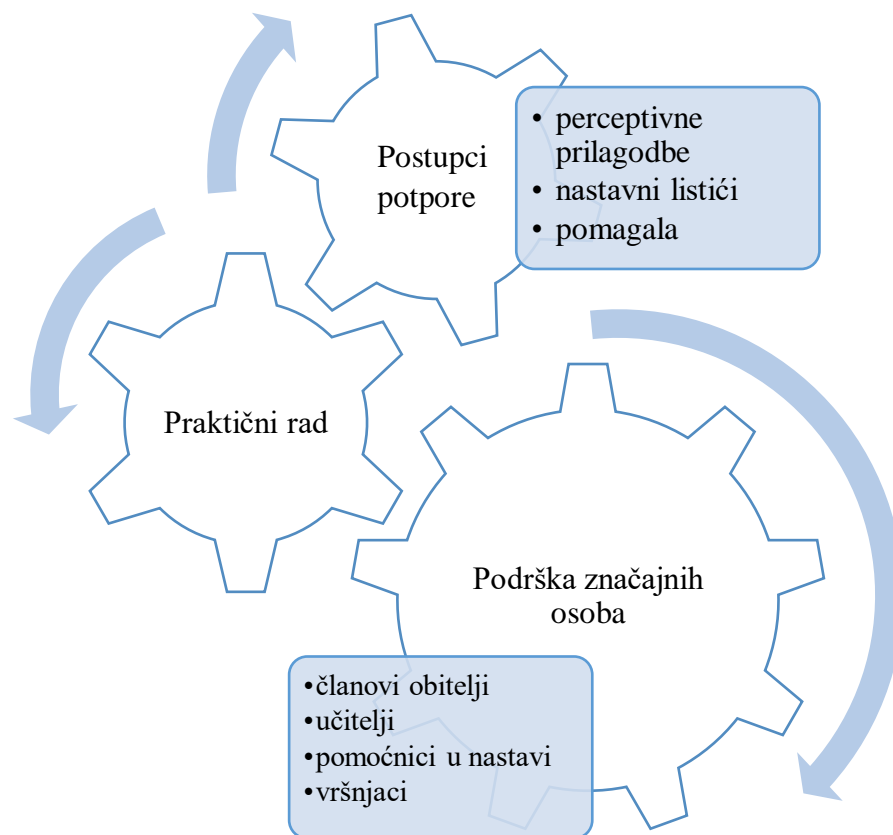 Postupci
potpore
• perceptivne
prilagodbe
• nastavni listići
• pomagala
Praktični rad
Podrška značajnih
osoba
•članovi obitelji
•učitelji
•pomoćnici u nastavi
•vršnjaci